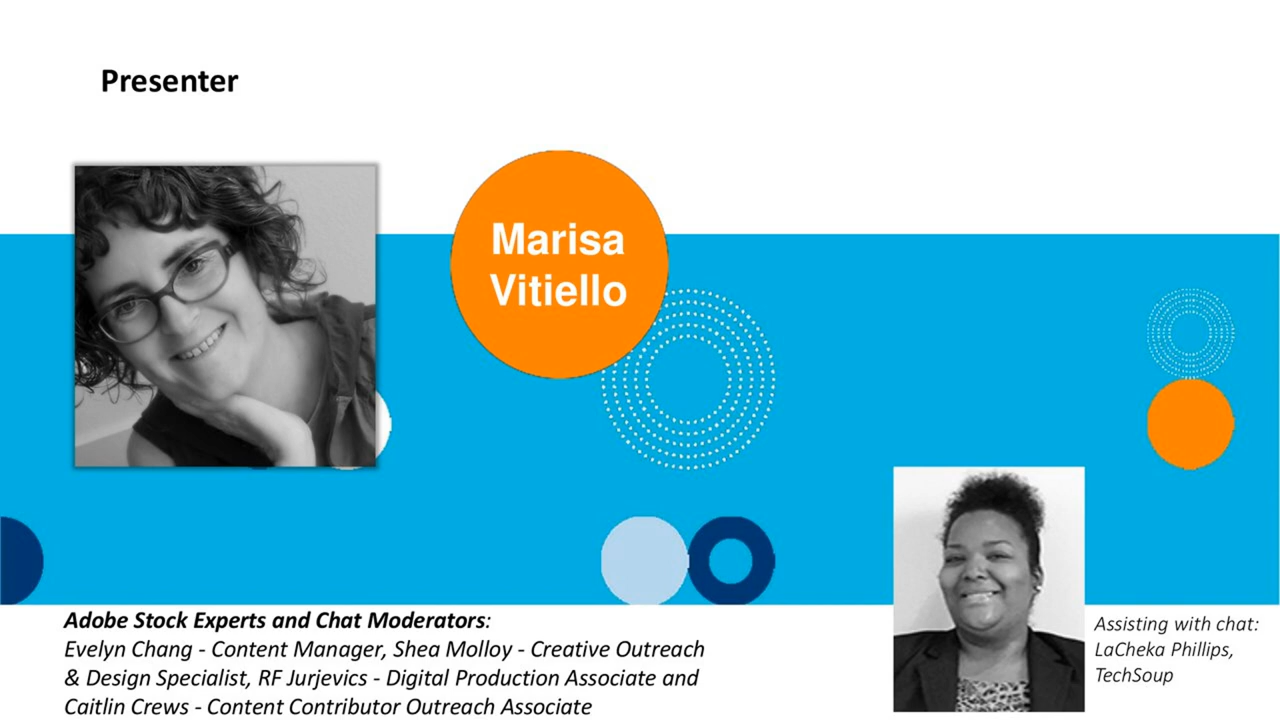 Presenter
Marisa
Vitiello
Adobe Stock Experts and Chat Moderators:
Evelyn Chang - Content Manager, Shea Molloy - Creative Outreach
& Design Specialist, RF Jurjevics - Digital Production Associate and
Caitlin Crews - Content Contributor Outreach Associate
Assisting with chat:
LaCheka Phillips,
TechSoup